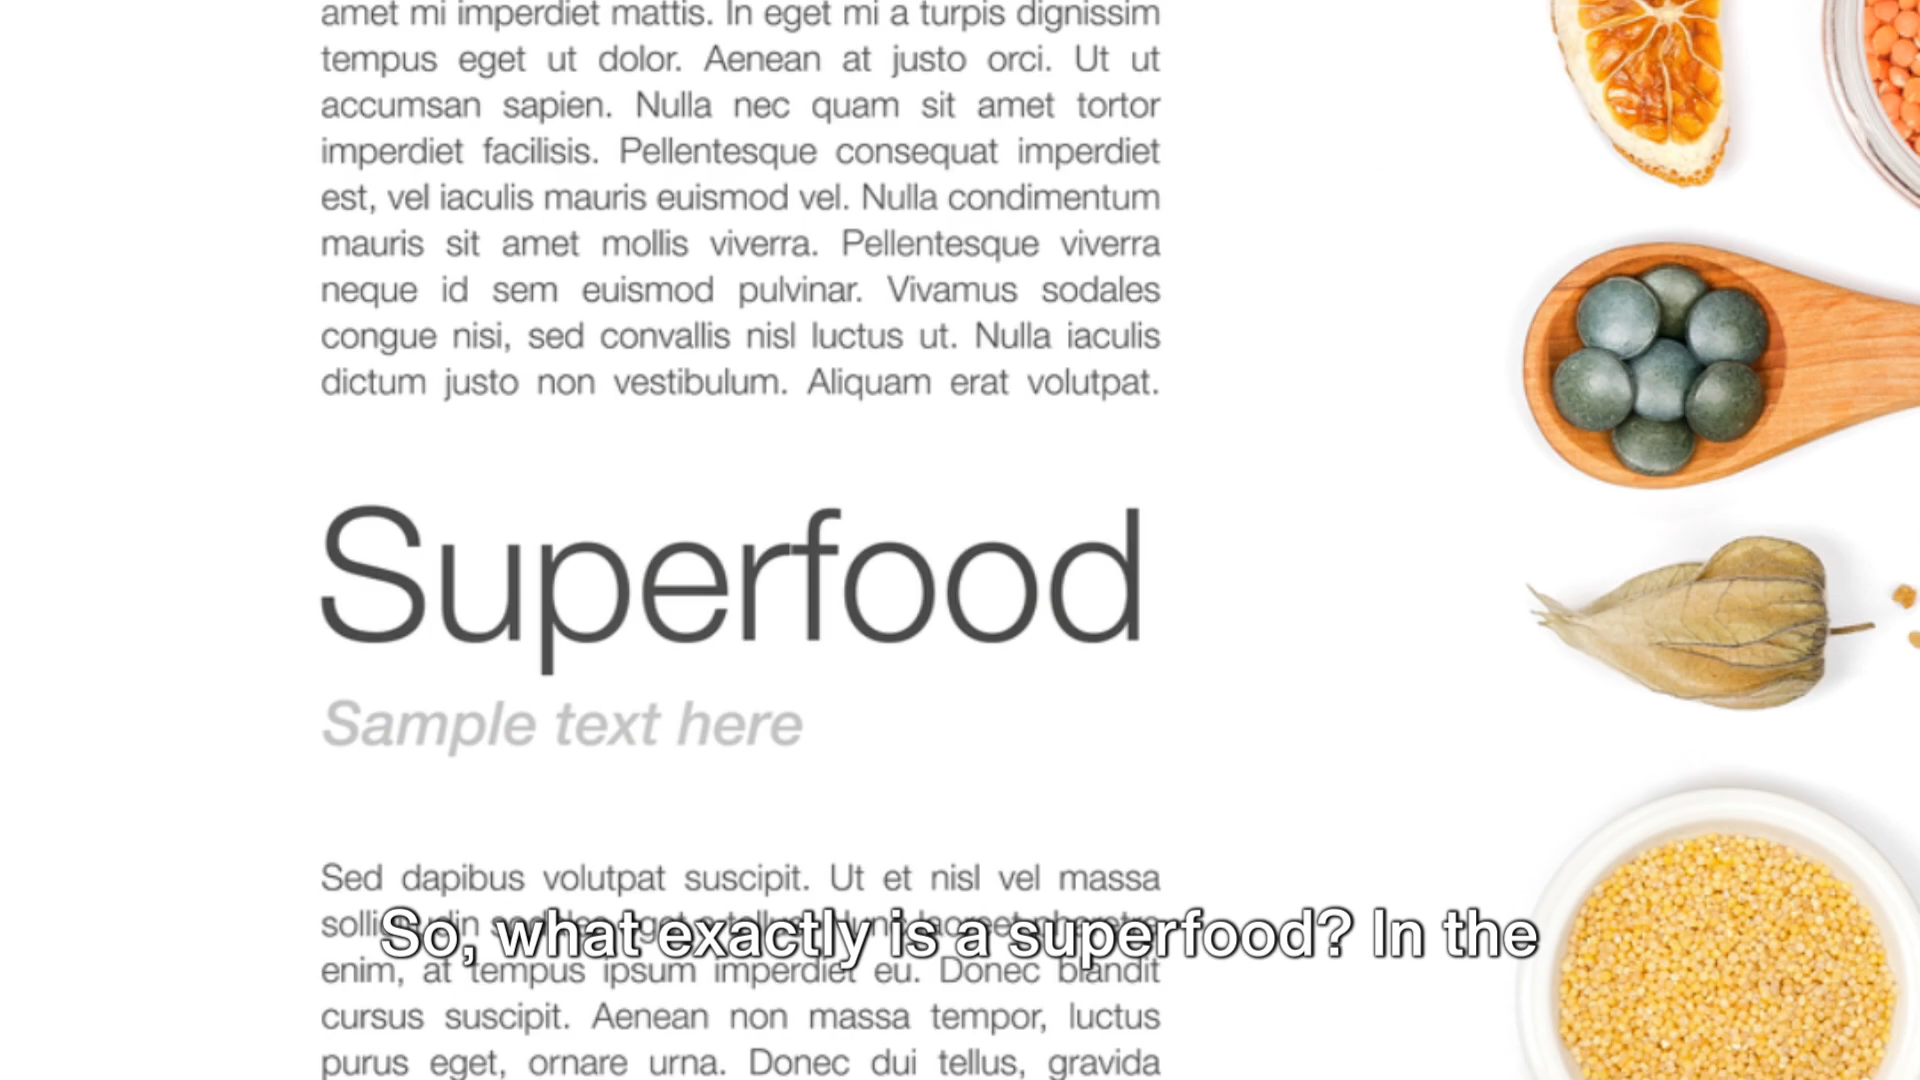 amet mi imperdiet mattis. In eget mi a turpis dignissim
tempus eget ut dolor. Aenean at justo orci. Ut ut
accumsan sapien. Nulla nec quam sit amet tortor
imperdiet facilisis. Pellentesque consequat imperdiet
est, vel iaculis mauris euismod vel. Nulla condimentum
mauris sit amet mollis viverra. Pellentesque viverra
neque id sem euismod pulvinar. Vivamus sodales
congue nisi, sed convallis nisl luctus ut. Nulla iaculis
dictum justo non vestibulum. Aliquam erat volutpat.
Superfood
Sample text here
Sed dapibus volutpat suscipit. Ut et nisl vel massa
So, what exactly is a superfood? In the
enim, at tempus ipsum imperdiet eu. Donec blandit
cursus suscipit. Aenean non massa tempor, luctus
purus eget, ornare urna. Donec dui tellus, gravida